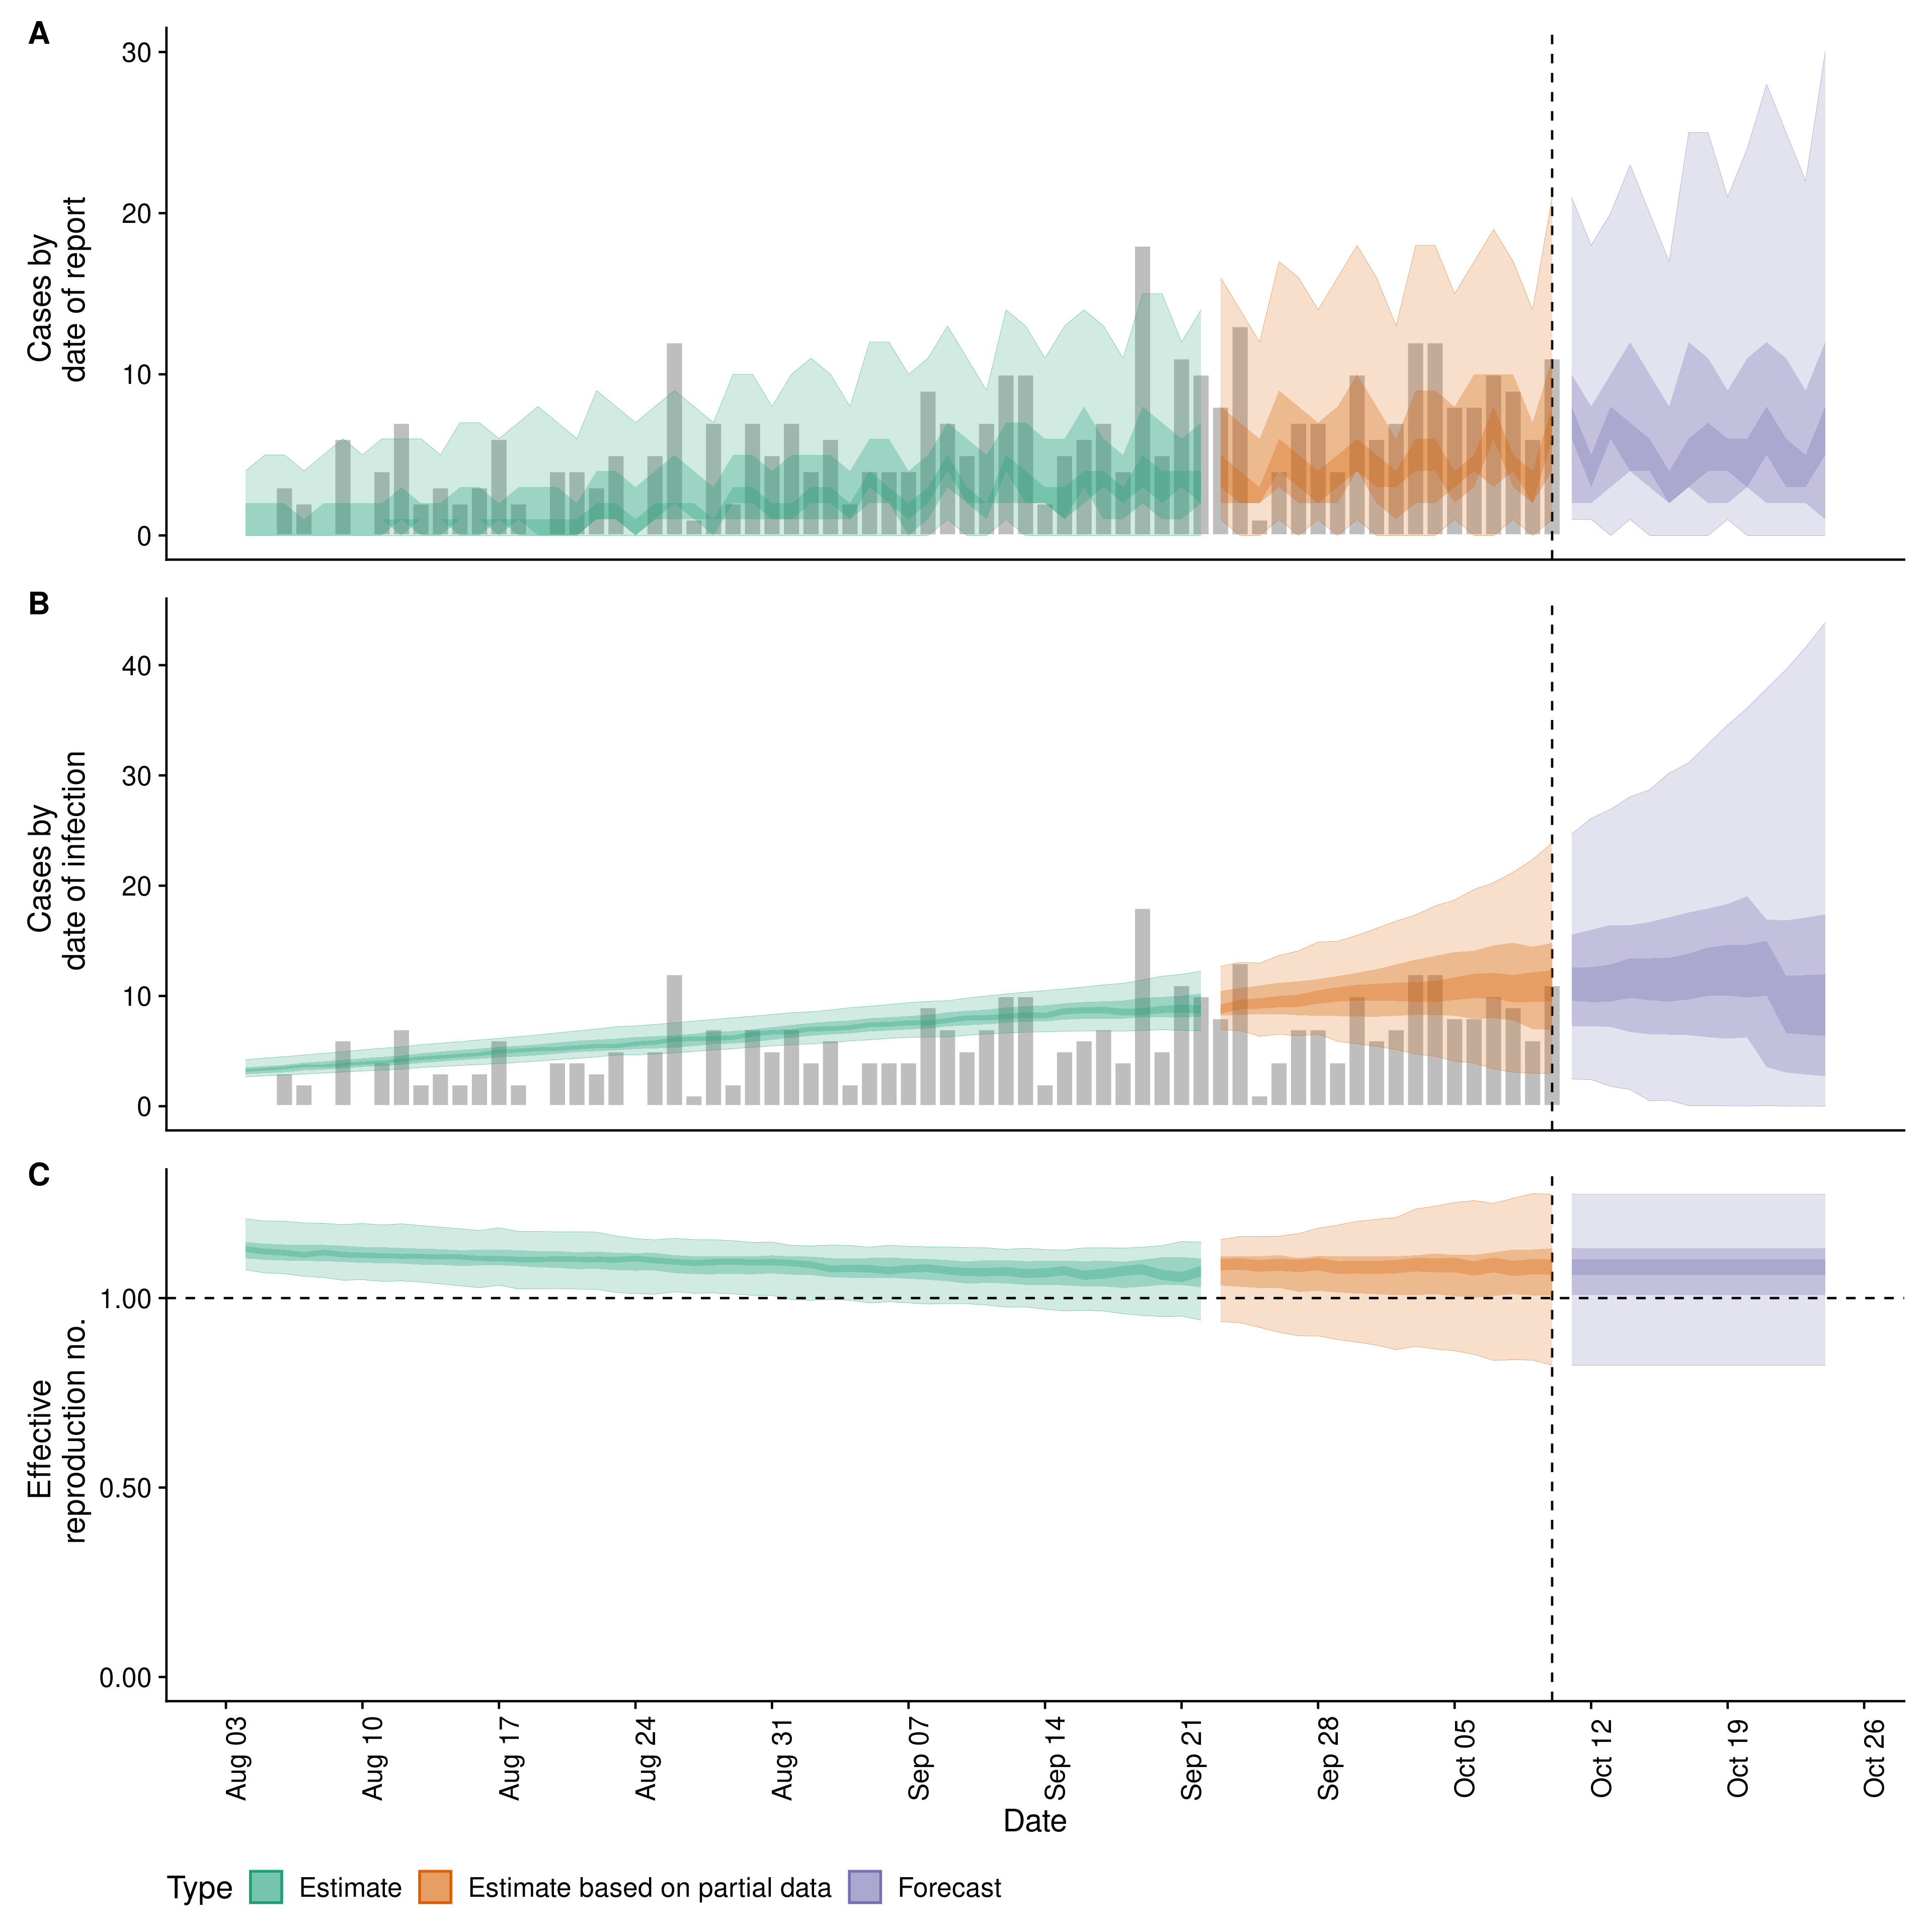 A
Cases by
date of report
30
20
10
0
B
Cases by
date of infection
40
30
20
10
0
C
Effective
reproduction no.
1.00
0.50
0.00
Aug 03
Aug 10
Aug 17
Aug 24
Aug 31
Sep 07
Sep 14
Sep 21
Sep 28
Oct 05
Oct 12
Oct 19
Oct 26
Date
Type Estimate Estimate based on partial data Forecast